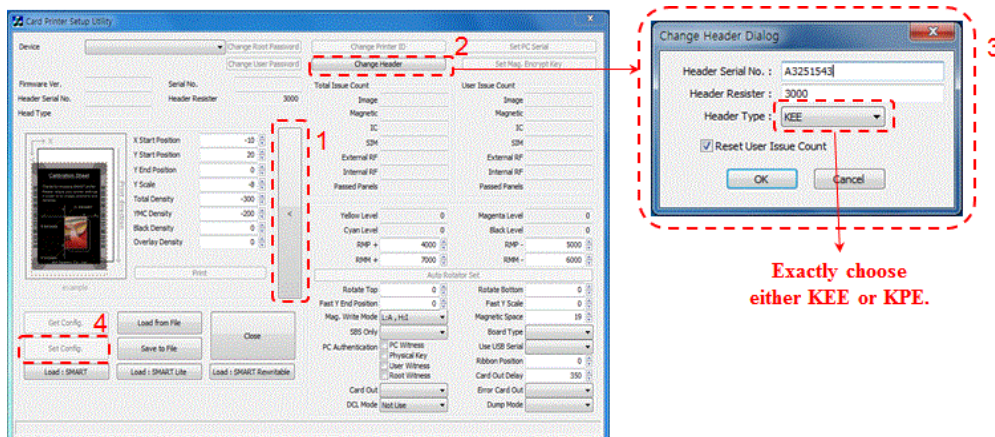 Card Printer Setup Utility
Device
Change Root Password
Change Printer ID
2
Set PC Serial
Change User Password
Change Header
Set Mag. Encrypt Key
Firmware Ver.
Serial No.
Total Issue Count
User Issue Count
Header Serial No.
Header Resister
3000
Image
Image
Head Type
Magnetic
Magnetic
IC
IC
SIM
SIM
External RF
External RF
Internal RF
Internal RF
Passed Panels
Passed Panels
X
X Start Position
-10
1
Y Start Position
20
Y End Position
0
Y Scale
-8
Total Density
-300
YMC Density
-200
Black Density
0
Overlay Density
0
<
Calibration Sheet
Print
example
Yellow Level
0
Magenta Level
0
Cyan Level
0
Black Level
0
RMP +
4000
RMP -
5000
RMM +
7000
RMM -
6000
Auto Rotator Set
Rotate Top
0
Rotate Bottom
0
Fast Y End Position
0
Fast Y Scale
0
Mag. Write Mode
L:A , H:I
Magnetic Space
19
SBS Only
Board Type
PC Authentication
PC Witness
Physical Key
User Witness
Root Witness
Use USB Serial
Ribbon Position
0
Card Out Delay
350
Card Out
Error Card Out
DCL Mode
Not Use
Dump Mode
Get Config.
4
Load from File
Close
Set Config.
Save to File
Load : SMART
Load : SMART Lite
Load : SMART Rewritable
3
Change Header Dialog
Header Serial No. :
A3251543
Header Resister :
3000
Header Type :
KEE
Reset User Issue Count
OK
Cancel
Exactly choose
either KEE or KPE.